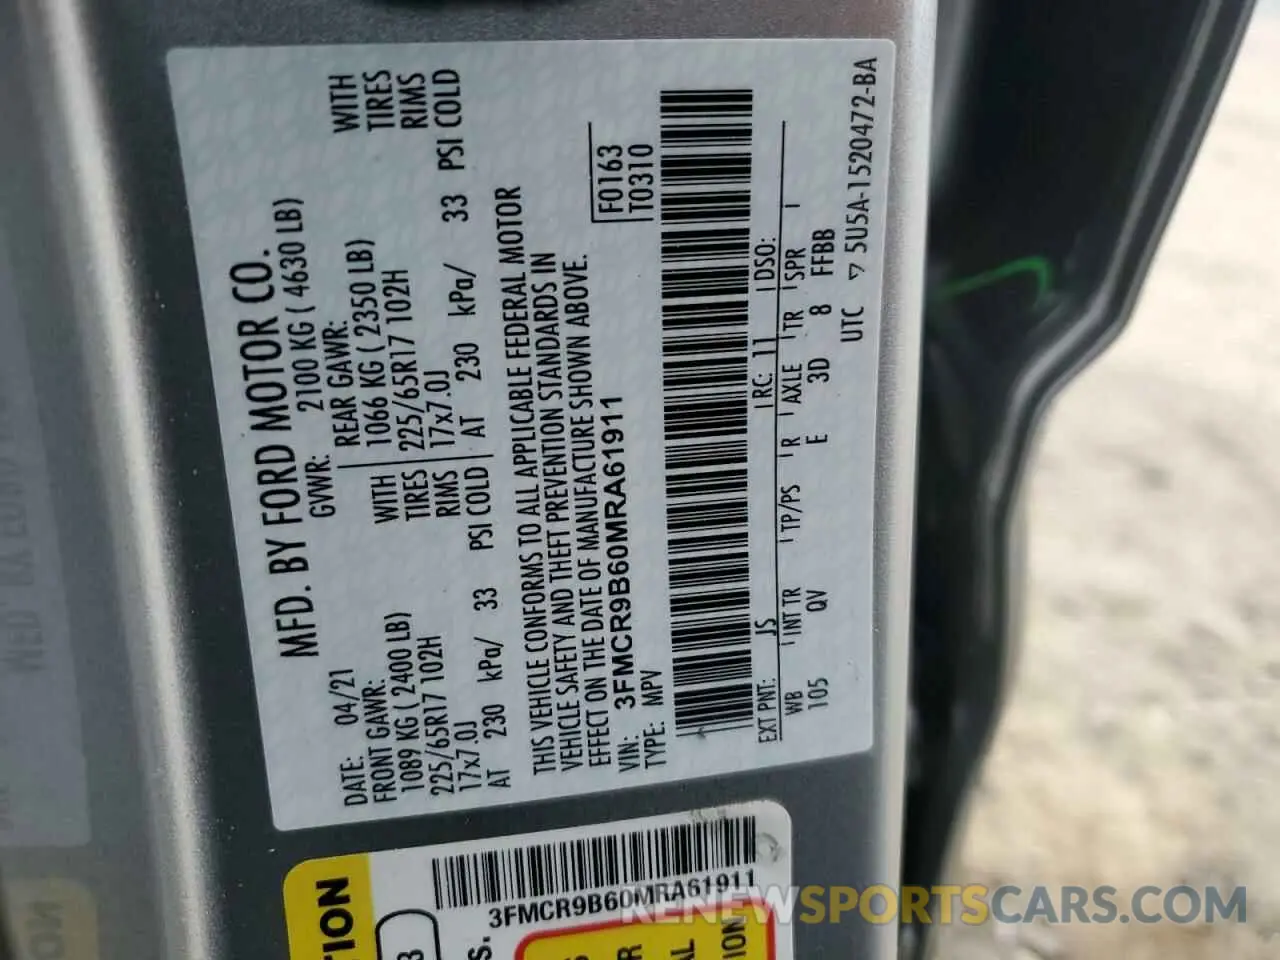 MFD. BY FORD MOTOR CO.
DATE: 04/21 GVWR: 2100 KG ( 4630 LB)
FRONT GAWR: REAR GAWR:
1089 KG ( 2400 LB) WITH 1066 KG ( 2350 LB) WITH
225/65R17 102H TIRES 225/65R17 102H TIRES
17x7.0J RIMS 17x7.0J RIMS
AT 230 kPa/ 33 PSI COLD AT 230 kPa/ 33 PSI COLD
THIS VEHICLE CONFORMS TO ALL APPLICABLE FEDERAL MOTOR
VEHICLE SAFETY AND THEFT PREVENTION STANDARDS IN
EFFECT ON THE DATE OF MANUFACTURE SHOWN ABOVE.
VIN: 3FMCR9B60MRA61911 F0163
TYPE: MPV T0310
EXT PNT: JS RC: 11 DSO:
WB INT TR TP/PS R AXLE TR SPR
105 QV E 3D 8 FFBB
UTC ▽ 5U5A-1520472-BA
3FMCR9B60MRA61911
TION
3
S.
R
AL
ION
RENEWSPORTSCARS.COM